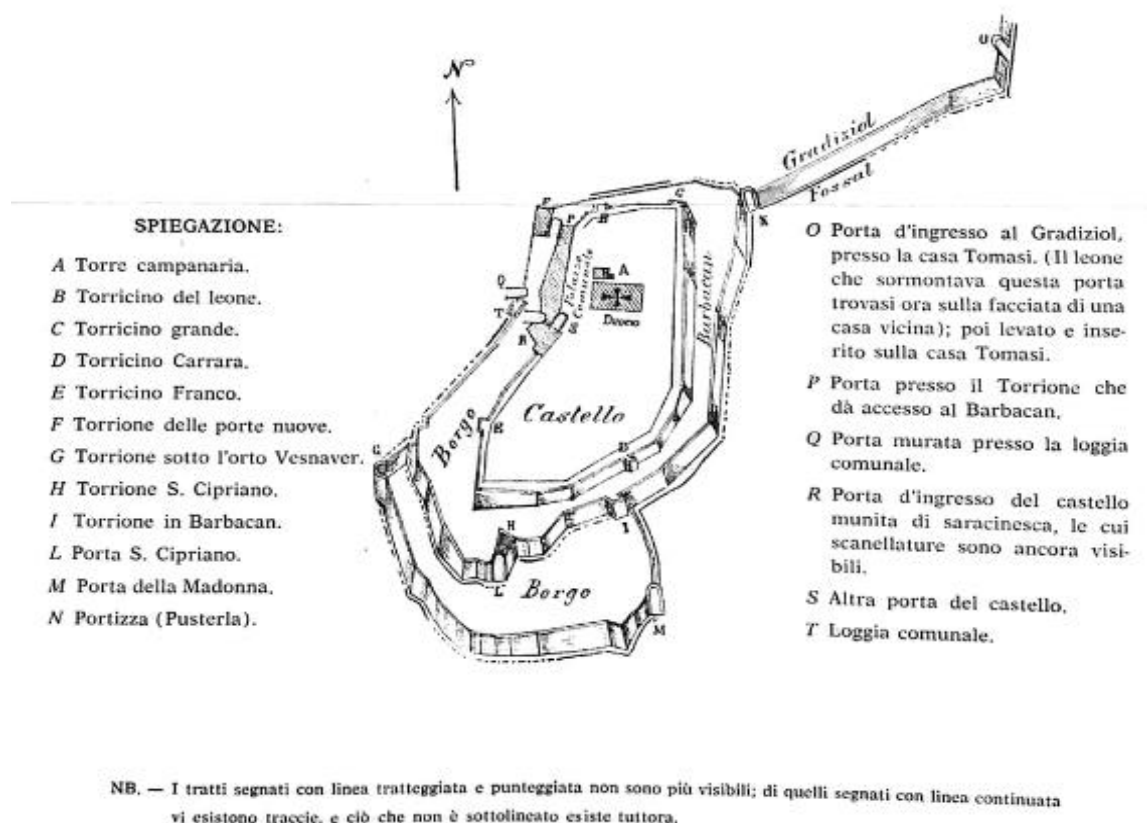 N
SPIEGAZIONE:
A Torre campanaria.
B Torricino del leone.
C Torricino grande.
D Torricino Carrara.
E Torricino Franco.
F Torrione delle porte nuove.
G Torrione sotto l'orto Vesnaver.
H Torrione S. Cipriano.
I Torrione in Barbacan.
L Porta S. Cipriano.
M Porta della Madonna.
N Portizza (Pusterla).
Gradiziol
Fossal
Barbacan
Palazzo
Comunale
A
Duomo
Castello
Borgo
Borgo
F
P
B
C
N
Q
T
R
S
E
G
D
H
I
L
M
O Porta d'ingresso al Gradiziol,
presso la casa Tomasi. (Il leone
che sormontava questa porta
trovasi ora sulla facciata di una
casa vicina); poi levato e inse-
rito sulla casa Tomasi.
P Porta presso il Torrione che
dà accesso al Barbacan.
Q Porta murata presso la loggia
comunale.
R Porta d'ingresso del castello
munita di saracinesca, le cui
scanellature sono ancora visi-
bili.
S Altra porta del castello.
T Loggia comunale.
NB. — I tratti segnati con linea tratteggiata e punteggiata non sono più visibili; di quelli segnati con linea continuata
vi esistono traccie, e ciò che non è sottolineato esiste tuttora.